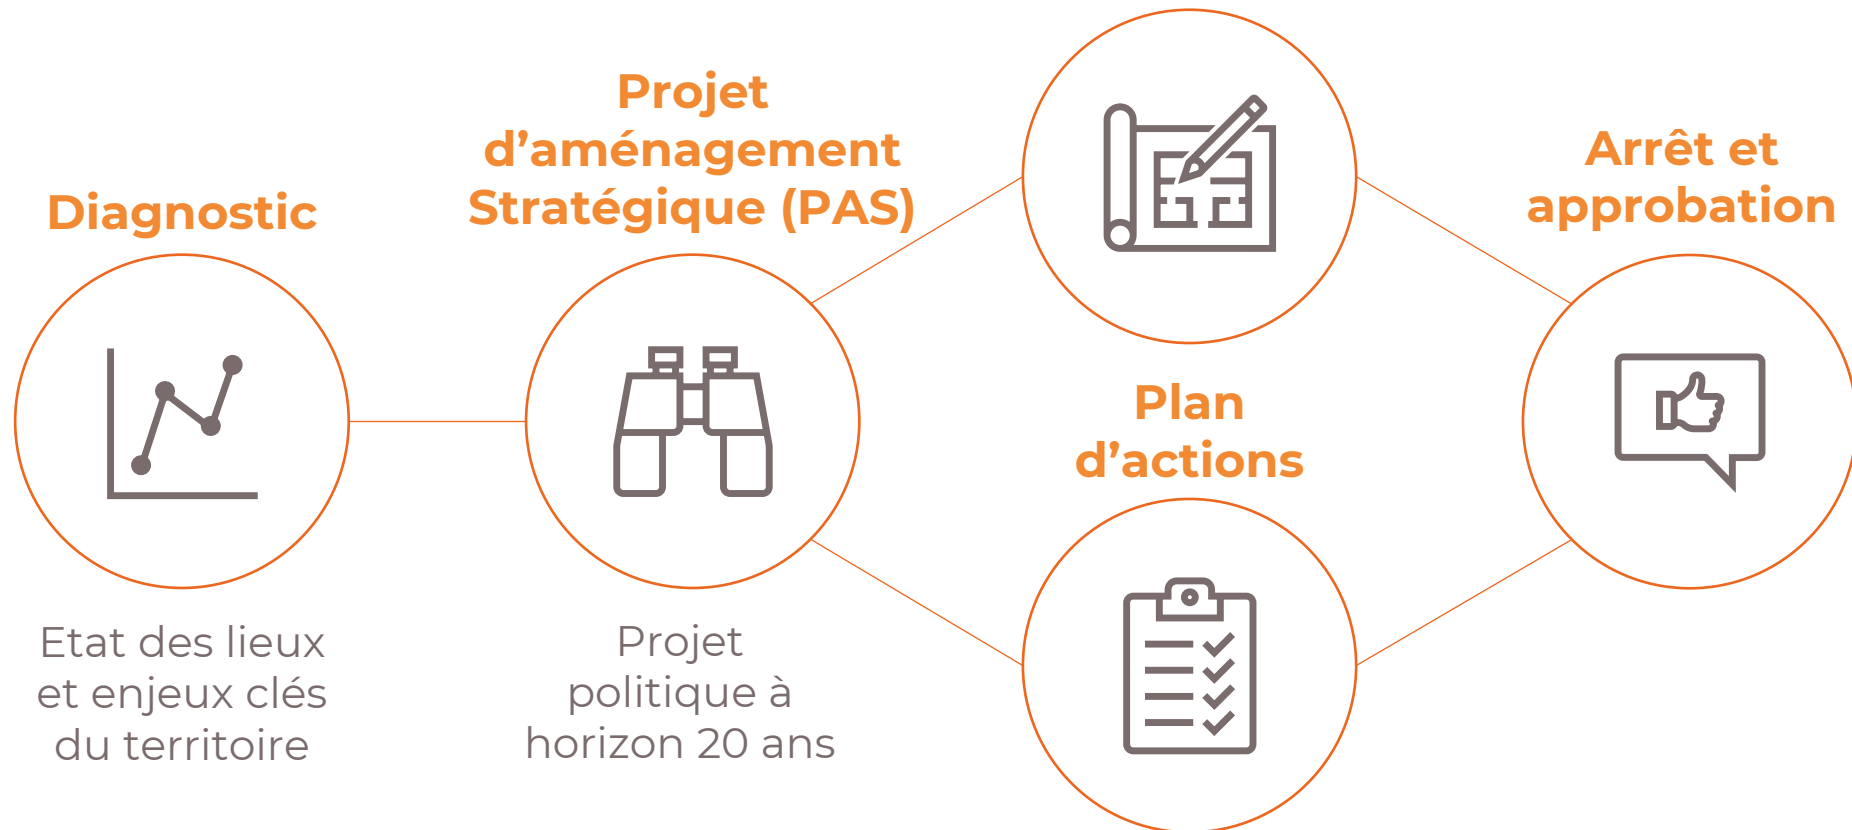 Diagnostic
Etat des lieux
et enjeux clés
du territoire
Projet
d’aménagement
Stratégique (PAS)
Projet
politique à
horizon 20 ans
Plan
d’actions
Arrêt et
approbation